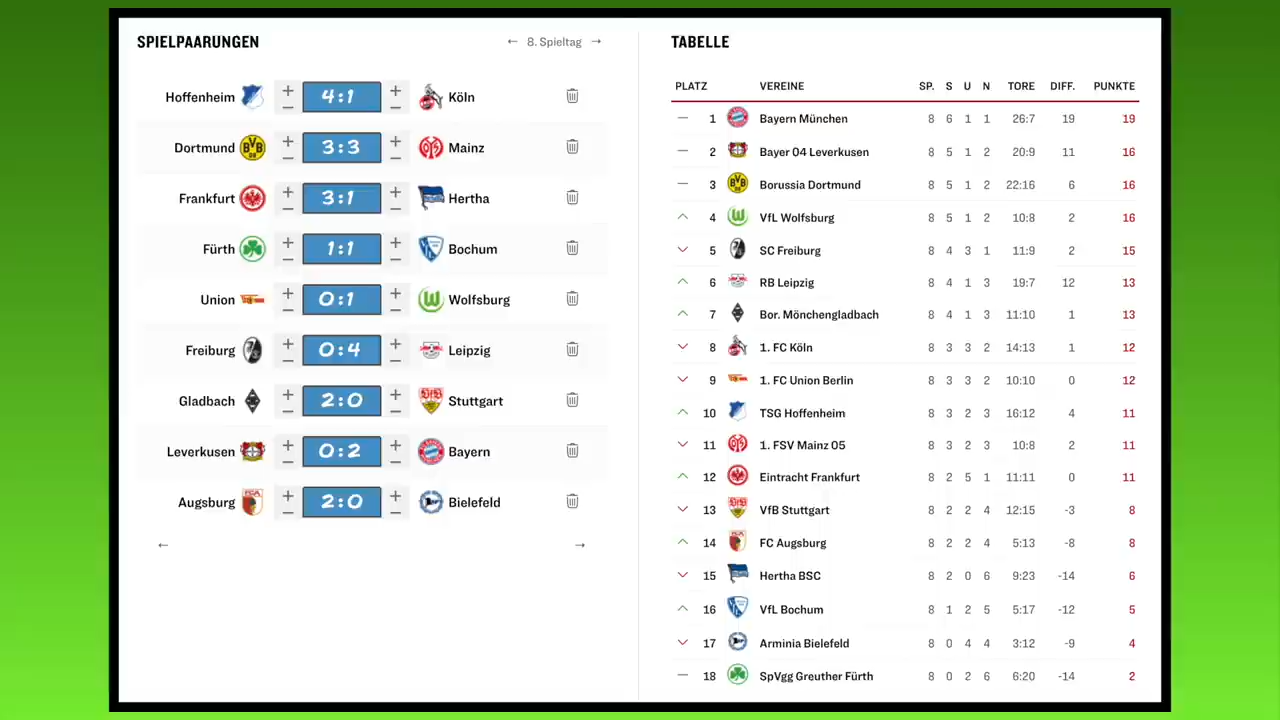 SPIELPAARUNGEN
← 8. Spieltag →
Hoffenheim + − 4:1 + − Köln
Dortmund + − 3:3 + − Mainz
Frankfurt + − 3:1 + − Hertha
Fürth + − 1:1 + − Bochum
Union + − 0:1 + − Wolfsburg
Freiburg + − 0:4 + − Leipzig
Gladbach + − 2:0 + − Stuttgart
Leverkusen + − 0:2 + − Bayern
Augsburg + − 2:0 + − Bielefeld
← →
TABELLE
PLATZ VEREINE SP. S U N TORE DIFF. PUNKTE
1 Bayern München 8 6 1 1 26:7 19 19
2 Bayer 04 Leverkusen 8 5 1 2 20:9 11 16
3 Borussia Dortmund 8 5 1 2 22:16 6 16
4 VfL Wolfsburg 8 5 1 2 10:8 2 16
5 SC Freiburg 8 4 3 1 11:9 2 15
6 RB Leipzig 8 4 1 3 19:7 12 13
7 Bor. Mönchengladbach 8 4 1 3 11:10 1 13
8 1. FC Köln 8 3 3 2 14:13 1 12
9 1. FC Union Berlin 8 3 3 2 10:10 0 12
10 TSG Hoffenheim 8 3 2 3 16:12 4 11
11 1. FSV Mainz 05 8 3 2 3 10:8 2 11
12 Eintracht Frankfurt 8 2 5 1 11:11 0 11
13 VfB Stuttgart 8 2 2 4 12:15 -3 8
14 FC Augsburg 8 2 2 4 5:13 -8 8
15 Hertha BSC 8 2 0 6 9:23 -14 6
16 VfL Bochum 8 1 2 5 5:17 -12 5
17 Arminia Bielefeld 8 0 4 4 3:12 -9 4
18 SpVgg Greuther Fürth 8 0 2 6 6:20 -14 2